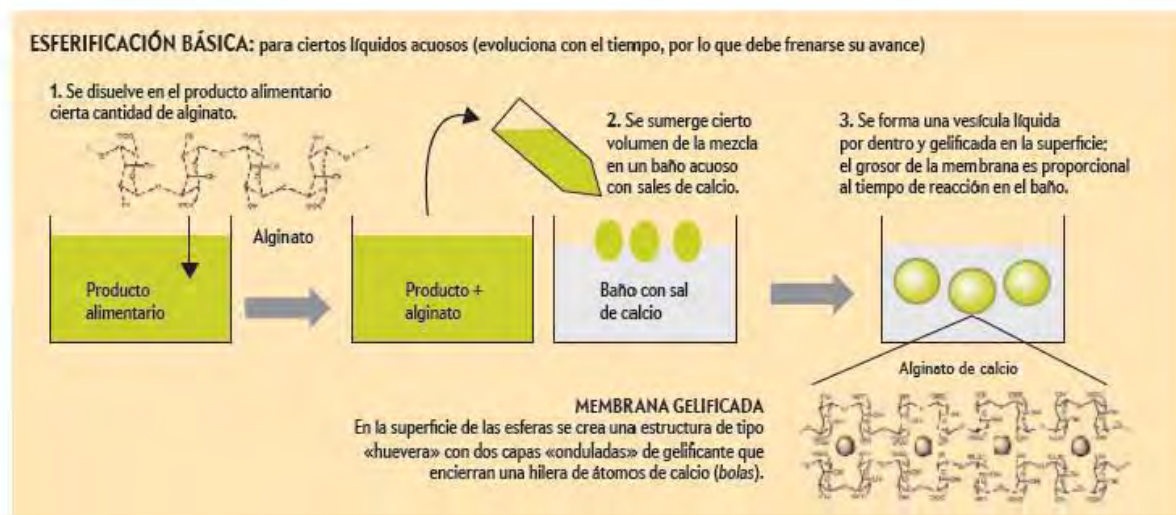 ESFERIFICACIÓN BÁSICA: para ciertos líquidos acuosos (evoluciona con el tiempo, por lo que debe frenarse su avance)
1. Se disuelve en el producto alimentario
cierta cantidad de alginato.
Alginato
Producto
alimentario
Producto +
alginato
2. Se sumerge cierto
volumen de la mezcla
en un baño acuoso
con sales de calcio.
Baño con sal
de calcio
3. Se forma una vesícula líquida
por dentro y gelificada en la superficie;
el grosor de la membrana es proporcional
al tiempo de reacción en el baño.
Alginato de calcio
MEMBRANA GELIFICADA
En la superficie de las esferas se crea una estructura de tipo
«huevera» con dos capas «onduladas» de gelificante que
encierran una hilera de átomos de calcio (bolas).